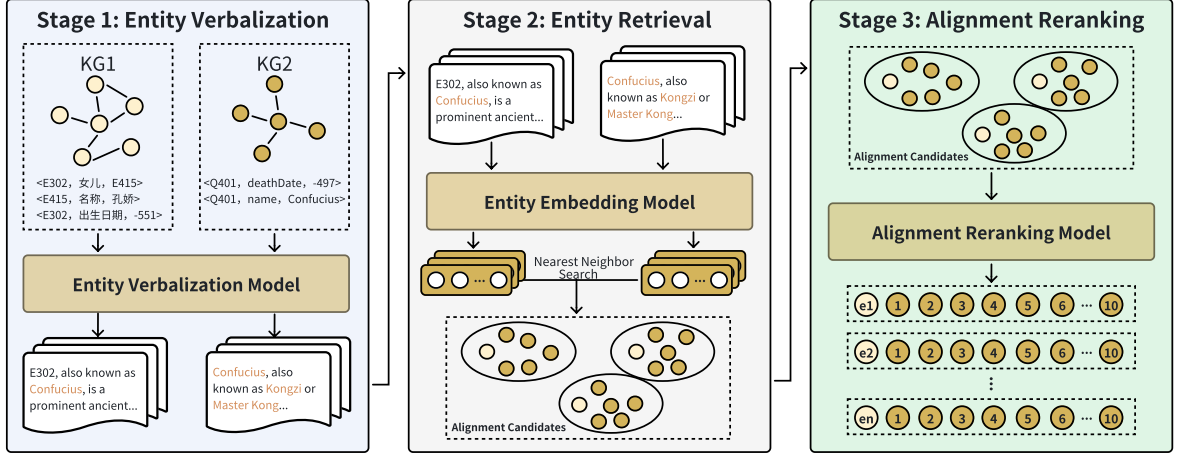 Stage 1: Entity Verbalization
KG1
KG2
<E302, 女儿, E415>
<E415, 名称, 孔娇>
<E302, 出生日期, -551>
<Q401, deathDate, -497>
<Q401, name, Confucius>
Entity Verbalization Model
E302, also known as
Confucius, is a
prominent ancient...
Confucius, also
known as Kongzi or
Master Kong...
Stage 2: Entity Retrieval
E302, also known as
Confucius, is a
prominent ancient...
Confucius, also
known as Kongzi or
Master Kong...
Entity Embedding Model
...
...
Nearest Neighbor
Search
Alignment Candidates
Stage 3: Alignment Reranking
Alignment Candidates
Alignment Reranking Model
e1 1 2 3 4 5 6 ... 10
e2 1 2 3 4 5 6 ... 10
⋮
en 1 2 3 4 5 6 ... 10